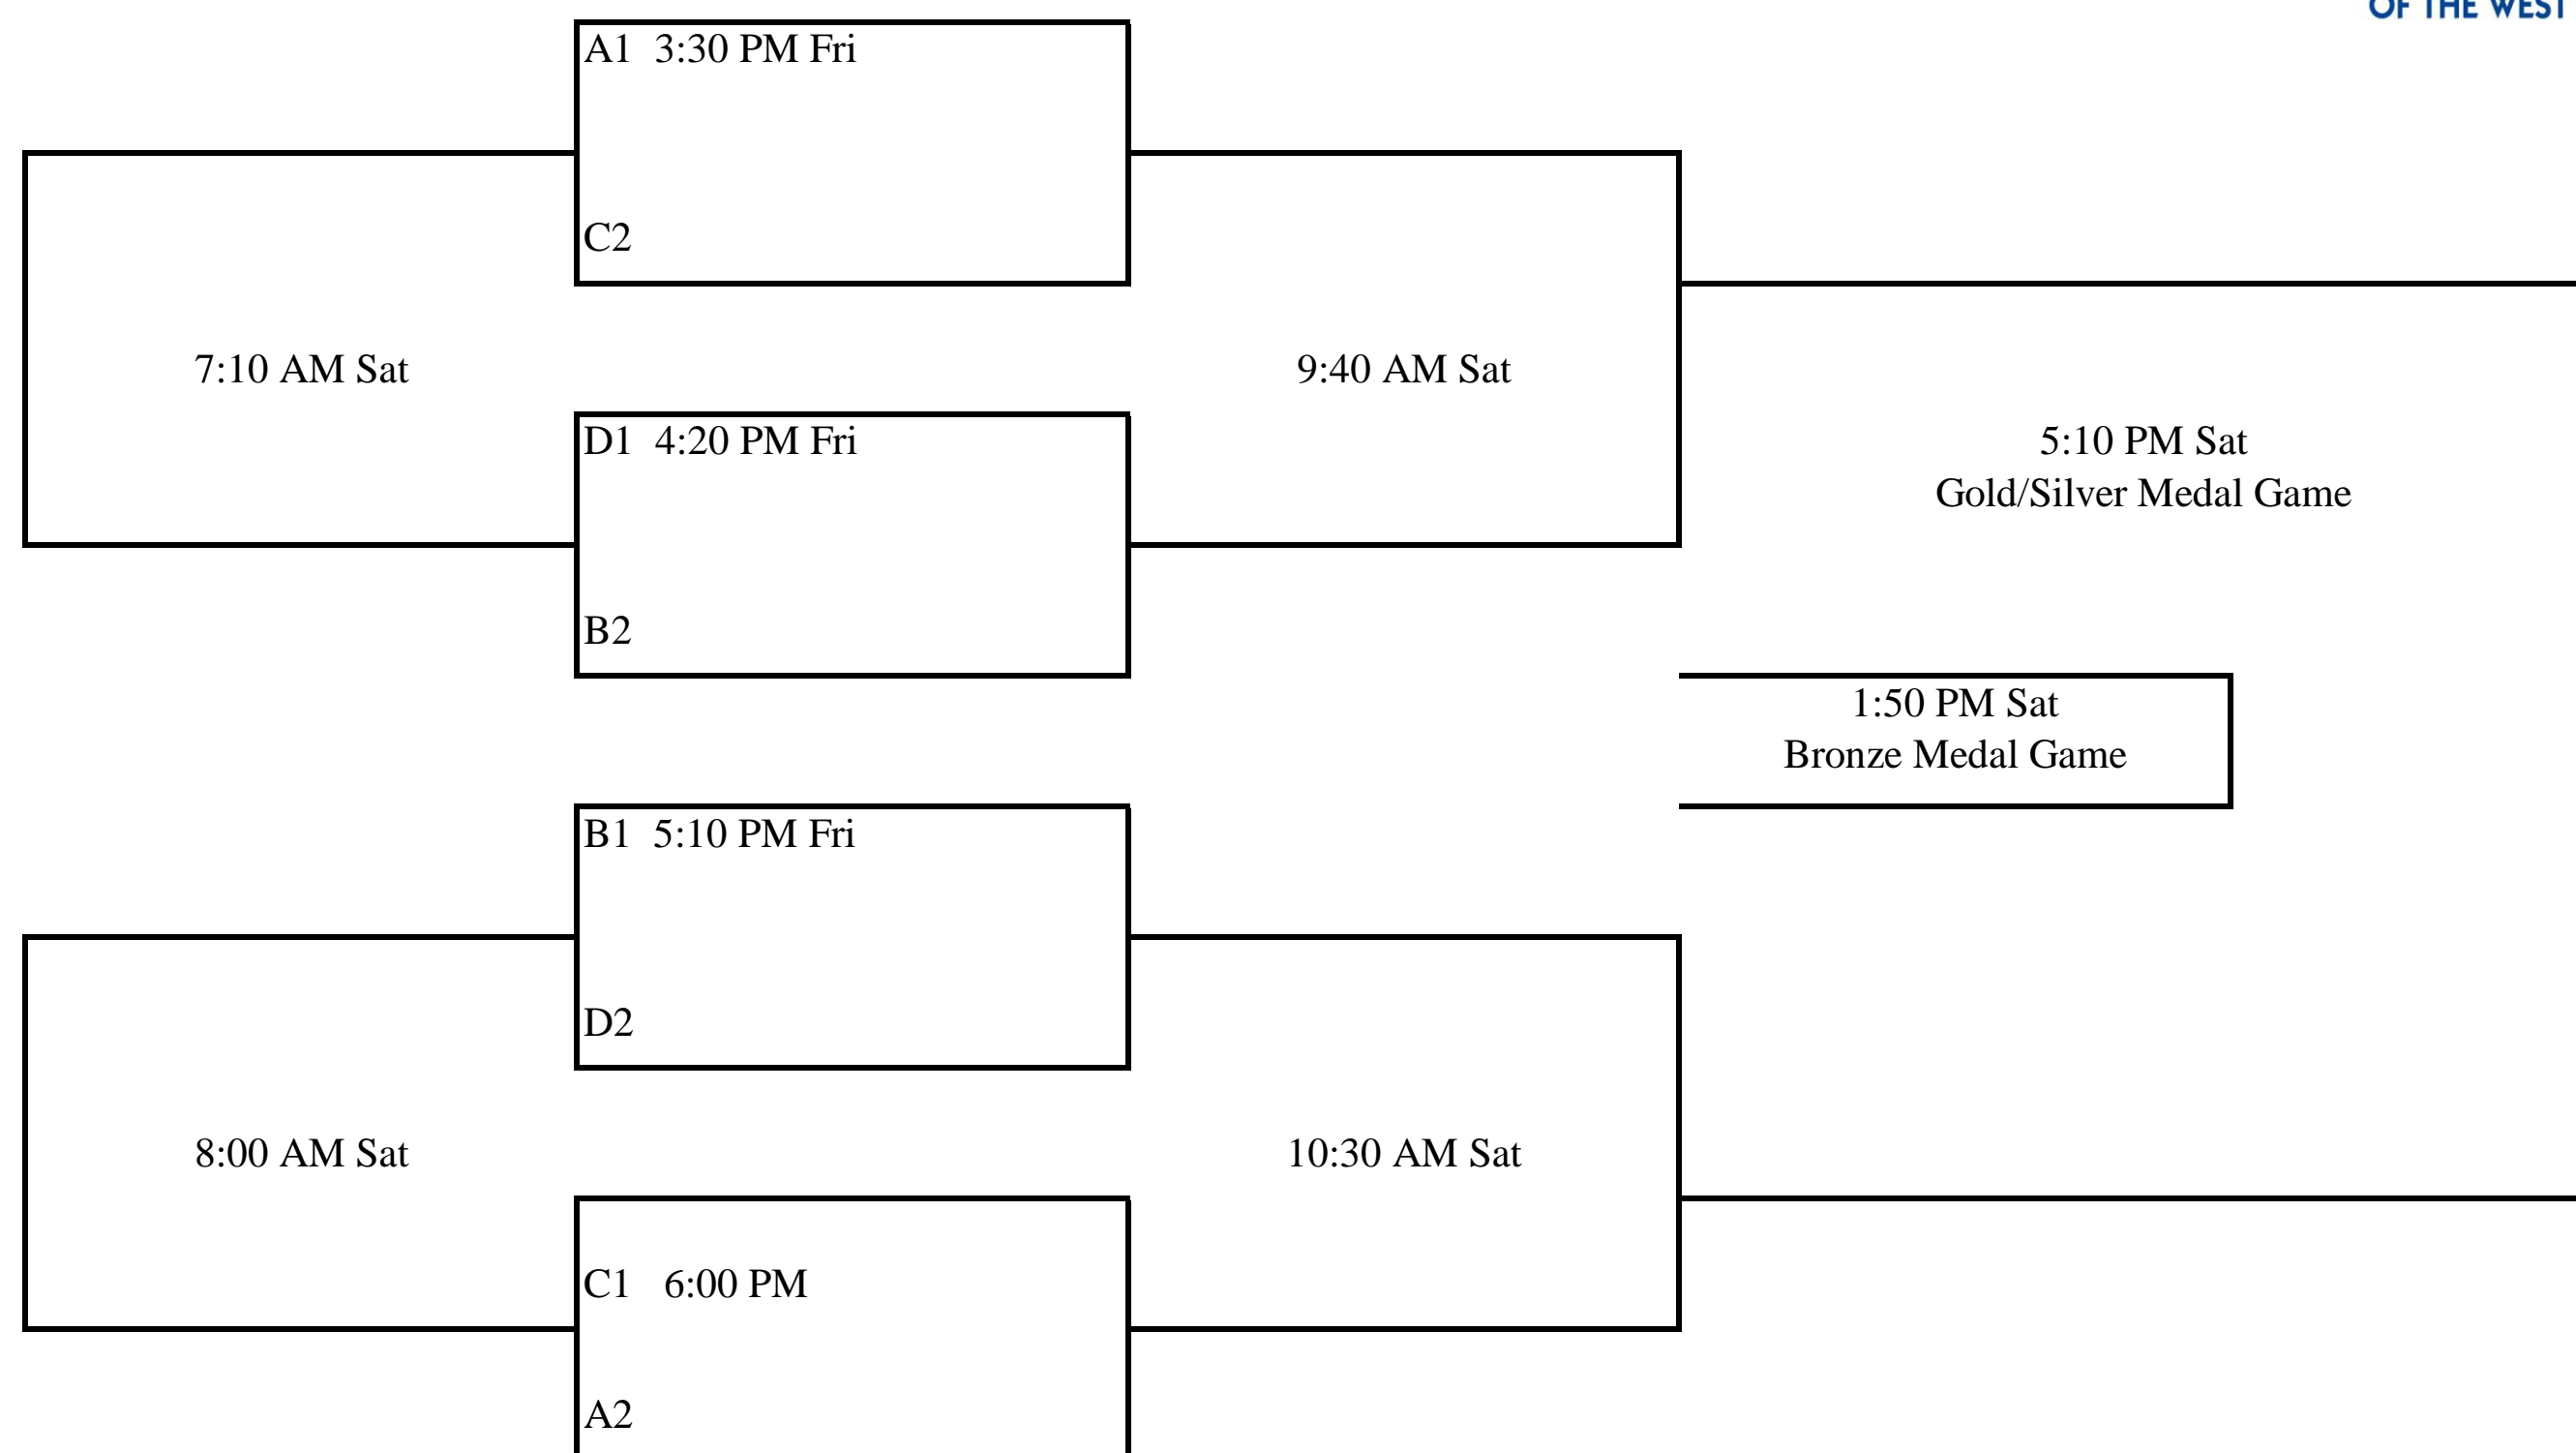 OF THE WEST
A1 3:30 PM Fri
C2
7:10 AM Sat
9:40 AM Sat
D1 4:20 PM Fri
5:10 PM Sat
Gold/Silver Medal Game
B2
1:50 PM Sat
Bronze Medal Game
B1 5:10 PM Fri
D2
8:00 AM Sat
10:30 AM Sat
C1 6:00 PM
A2